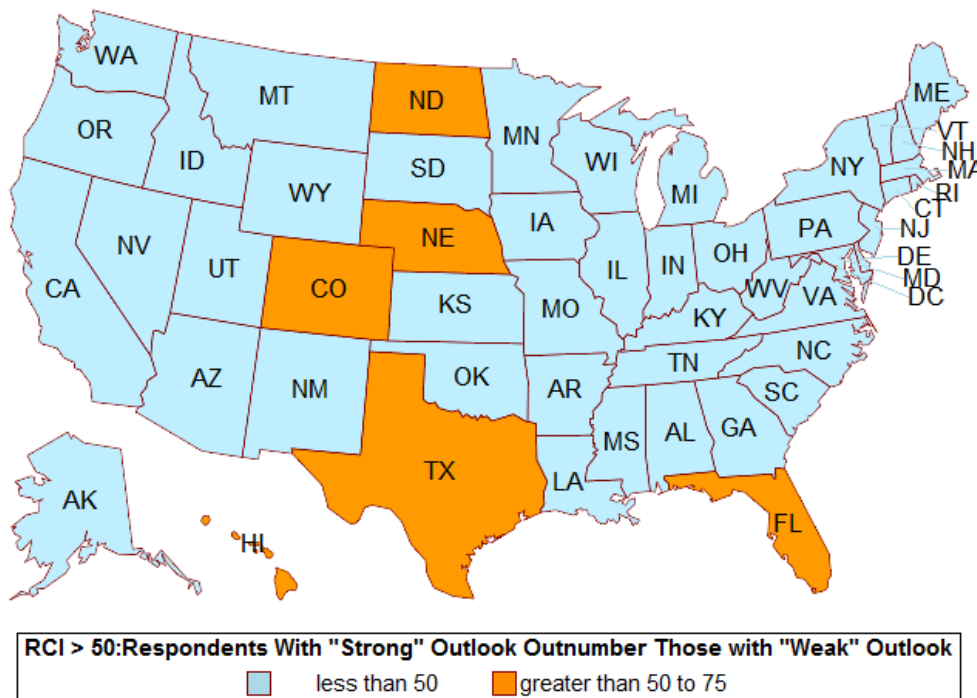 WA
MT
ND
MN
ME
OR
ID
SD
WI
VT
NH
MA
WY
MI
NY
RI
CT
NJ
NV
UT
NE
IA
PA
DE
MD
DC
CA
CO
IL
IN
OH
WV
VA
KS
MO
KY
AZ
NM
OK
AR
TN
NC
SC
MS
AL
GA
TX
LA
AK
HI
FL
RCI > 50:Respondents With "Strong" Outlook Outnumber Those with "Weak" Outlook
less than 50 greater than 50 to 75